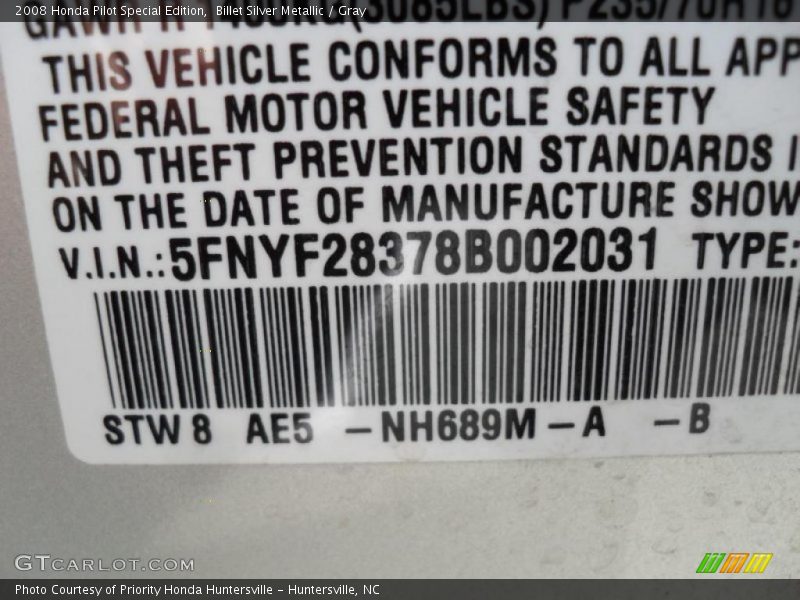 2008 Honda Pilot Special Edition, Billet Silver Metallic / Gray
THIS VEHICLE CONFORMS TO ALL APP
FEDERAL MOTOR VEHICLE SAFETY
AND THEFT PREVENTION STANDARDS I
ON THE DATE OF MANUFACTURE SHOW
V.I.N.: 5FNYF28378B002031 TYPE:
STW 8 AE5 – NH689M – A – B
GTCARLOT.COM
Photo Courtesy of Priority Honda Huntersville – Huntersville, NC